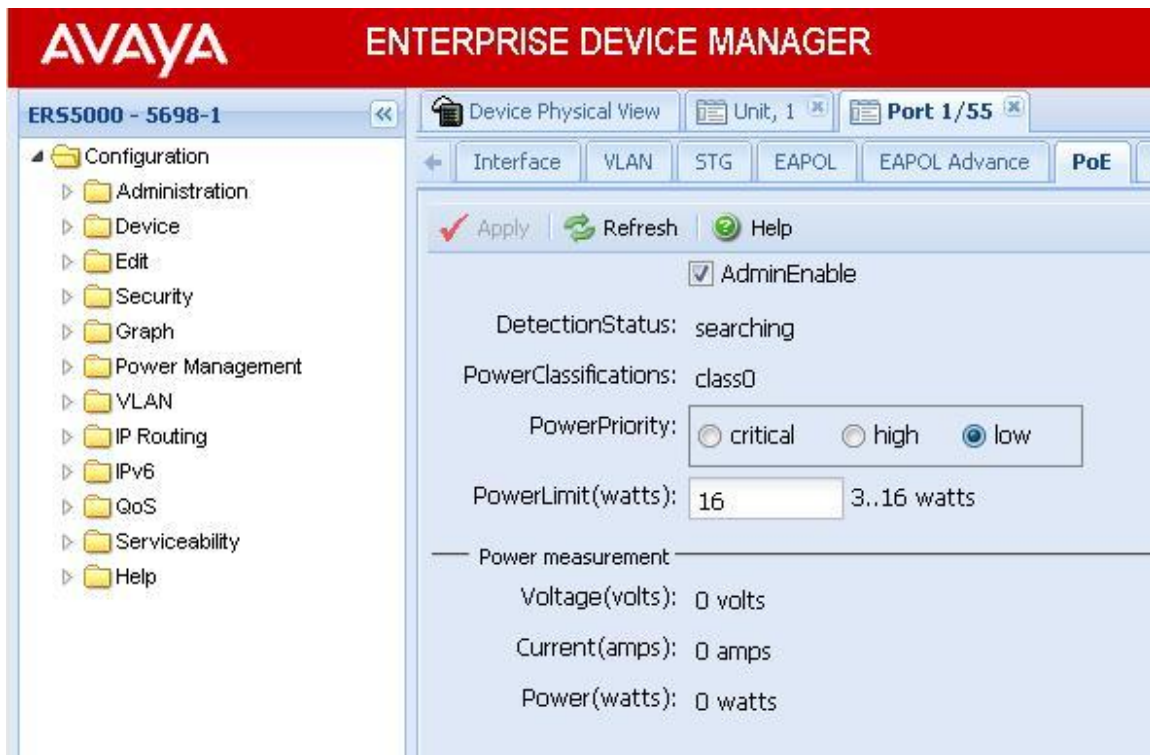 AVAYA ENTERPRISE DEVICE MANAGER
ERS5000 - 5698-1
Configuration
Administration
Device
Edit
Security
Graph
Power Management
VLAN
IP Routing
IPv6
QoS
Serviceability
Help
Device Physical View Unit, 1 Port 1/55
Interface VLAN STG EAPOL EAPOL Advance PoE
Apply Refresh Help
AdminEnable
DetectionStatus: searching
PowerClassifications: class0
PowerPriority: critical high low
PowerLimit(watts): 16 3..16 watts
Power measurement
Voltage(volts): 0 volts
Current(amps): 0 amps
Power(watts): 0 watts